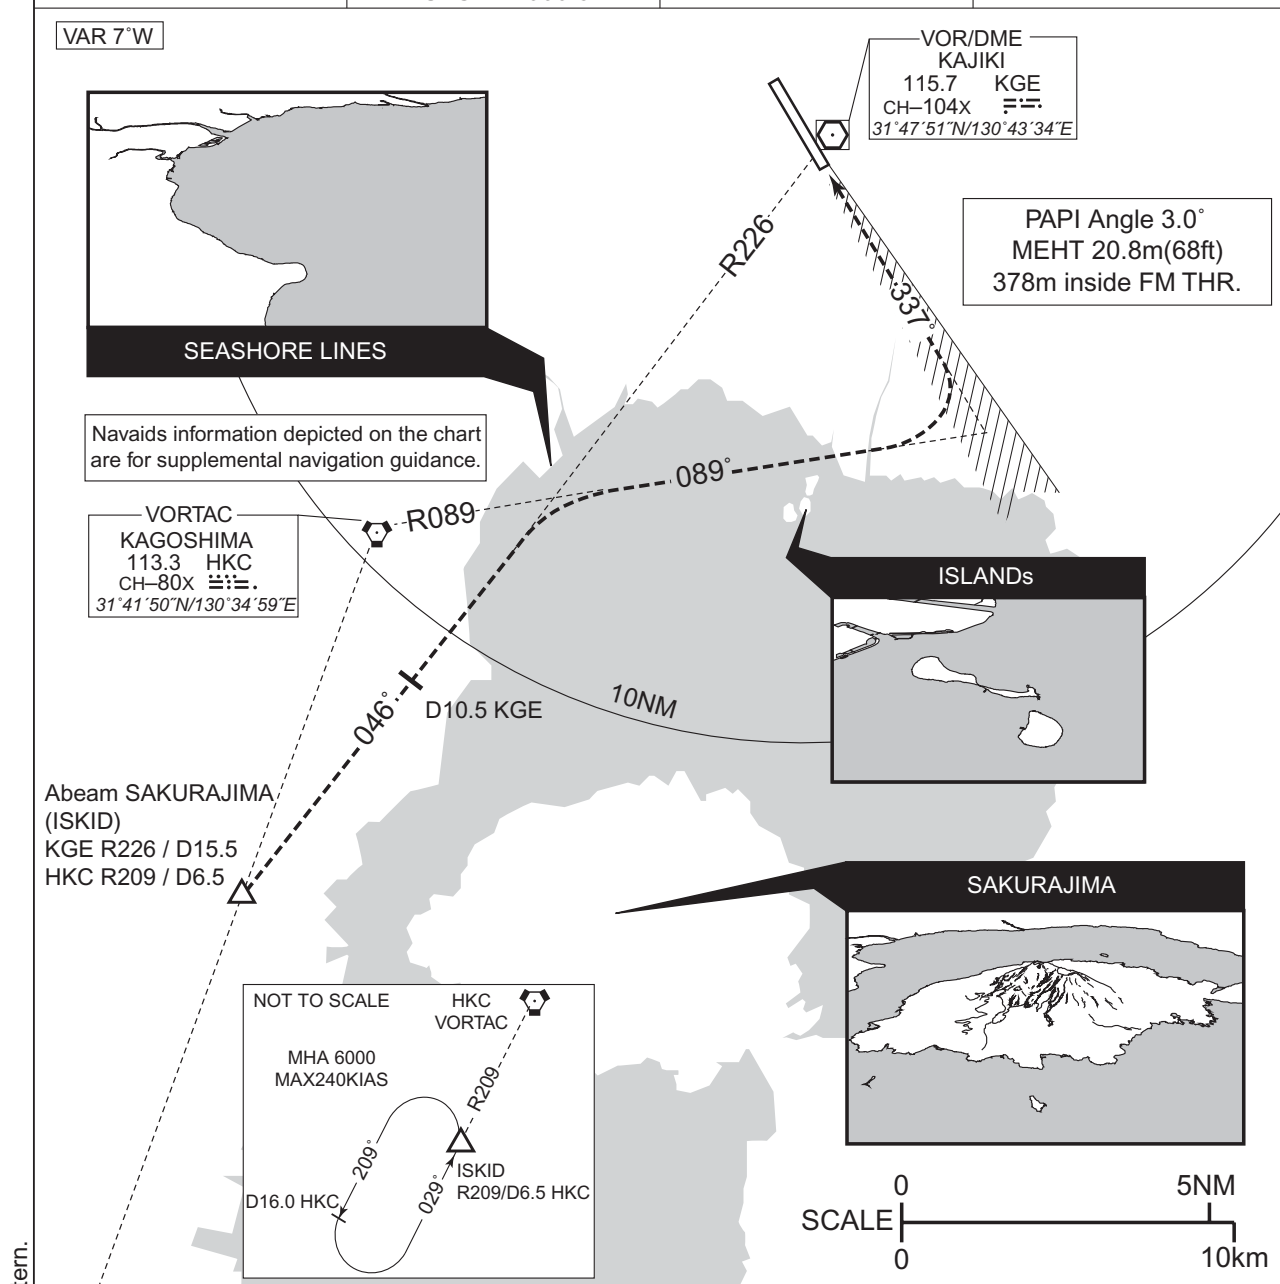 VAR 7˚W
VOR/DME
KAJIKI
115.7 KGE
CH–104X
31˚47´51˝N/130˚43´34˝E
PAPI Angle 3.0˚
MEHT 20.8m(68ft)
378m inside FM THR.
R226
337˚
SEASHORE LINES
Navaids information depicted on the chart
are for supplemental navigation guidance.
089˚
R089
VORTAC
KAGOSHIMA
113.3 HKC
CH–80X
31˚41´50˝N/130˚34´59˝E
ISLANDs
10NM
D10.5 KGE
046˚
Abeam SAKURAJIMA
(ISKID)
KGE R226 / D15.5
HKC R209 / D6.5
SAKURAJIMA
NOT TO SCALE
HKC
VORTAC
MHA 6000
MAX240KIAS
R209
209˚
029˚
ISKID
R209/D6.5 HKC
D16.0 HKC
0 5NM
SCALE
0 10km